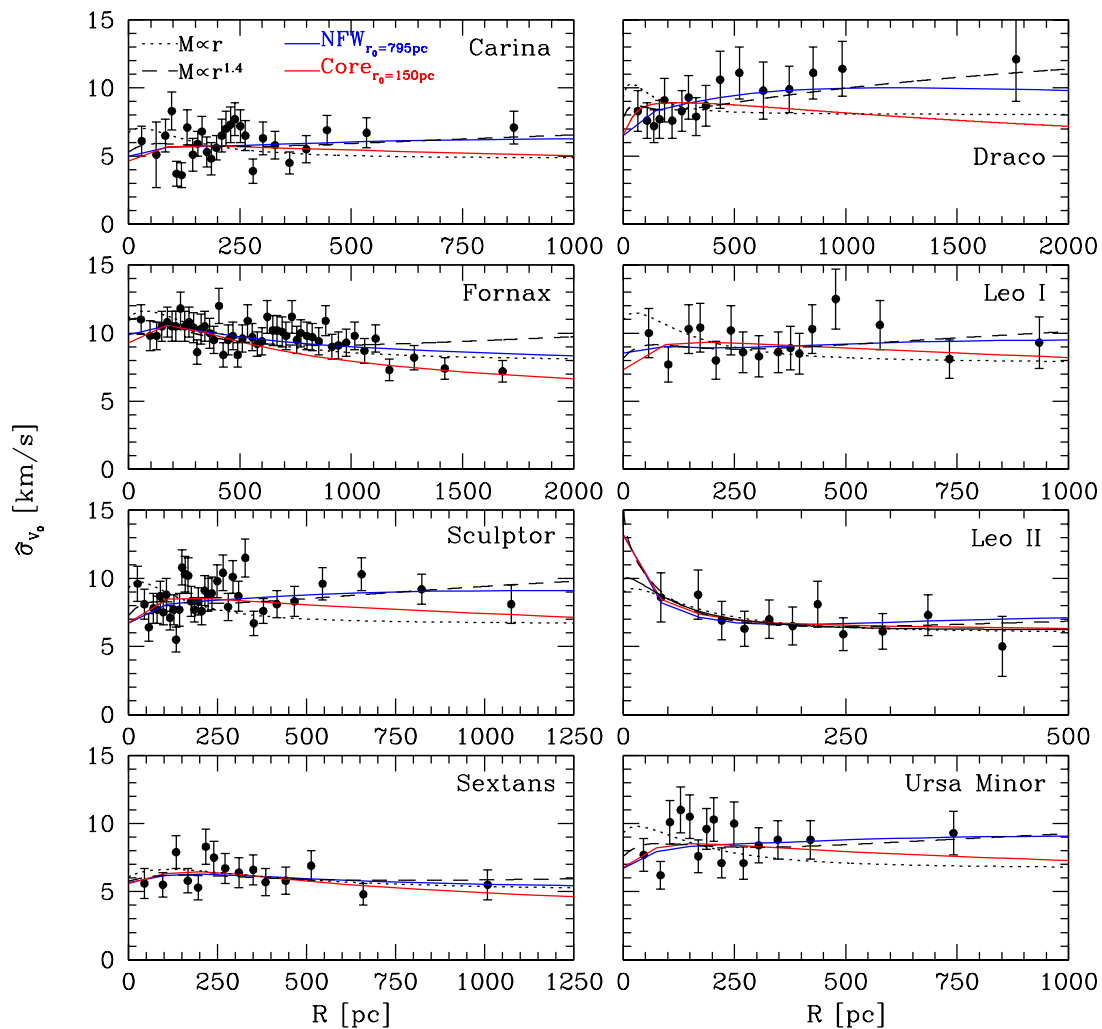 15
10
5
0
M∝r
M∝r^1.4
NFW_r₀=795pc
Core_r₀=150pc
Carina
0 250 500 750 1000
Draco
0 500 1000 1500 2000
15
10
5
0
Fornax
0 500 1000 1500 2000
Leo I
0 250 500 750 1000
15
10
5
0
Sculptor
0 250 500 750 1000 1250
Leo II
0 250 500
15
10
5
0
Sextans
0 250 500 750 1000 1250
Ursa Minor
0 250 500 750 1000
σ̂_V₀ [km/s]
R [pc]
R [pc]